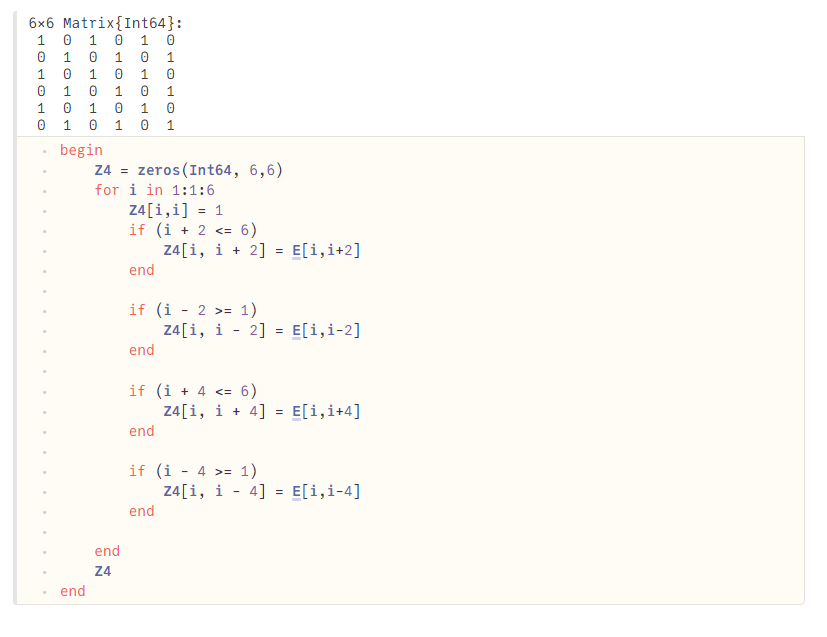 6×6 Matrix{Int64}:
 1  0  1  0  1  0
 0  1  0  1  0  1
 1  0  1  0  1  0
 0  1  0  1  0  1
 1  0  1  0  1  0
 0  1  0  1  0  1
begin
    Z4 = zeros(Int64, 6,6)
    for i in 1:1:6
        Z4[i,i] = 1
        if (i + 2 <= 6)
            Z4[i, i + 2] = E[i,i+2]
        end
        if (i - 2 >= 1)
            Z4[i, i - 2] = E[i,i-2]
        end
        if (i + 4 <= 6)
            Z4[i, i + 4] = E[i,i+4]
        end
        if (i - 4 >= 1)
            Z4[i, i - 4] = E[i,i-4]
        end
    end
    Z4
end